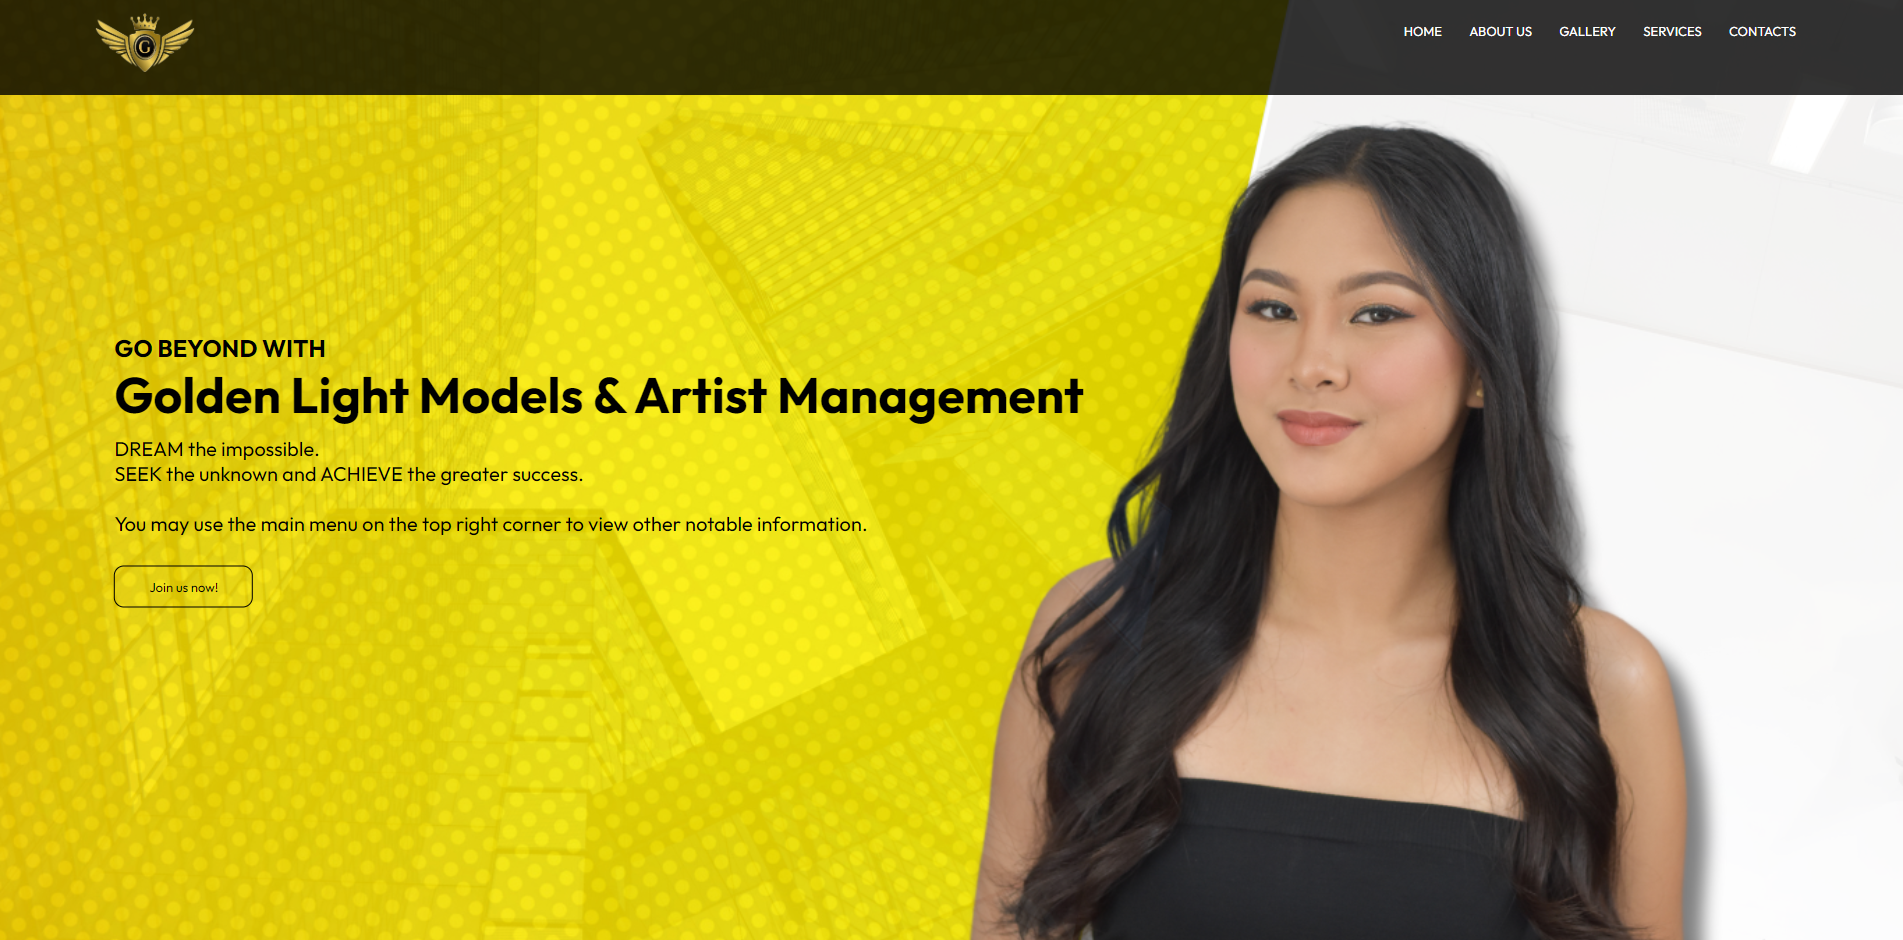 G
HOME ABOUT US GALLERY SERVICES CONTACTS
GO BEYOND WITH
Golden Light Models & Artist Management
DREAM the impossible.
SEEK the unknown and ACHIEVE the greater success.
You may use the main menu on the top right corner to view other notable information.
Join us now!